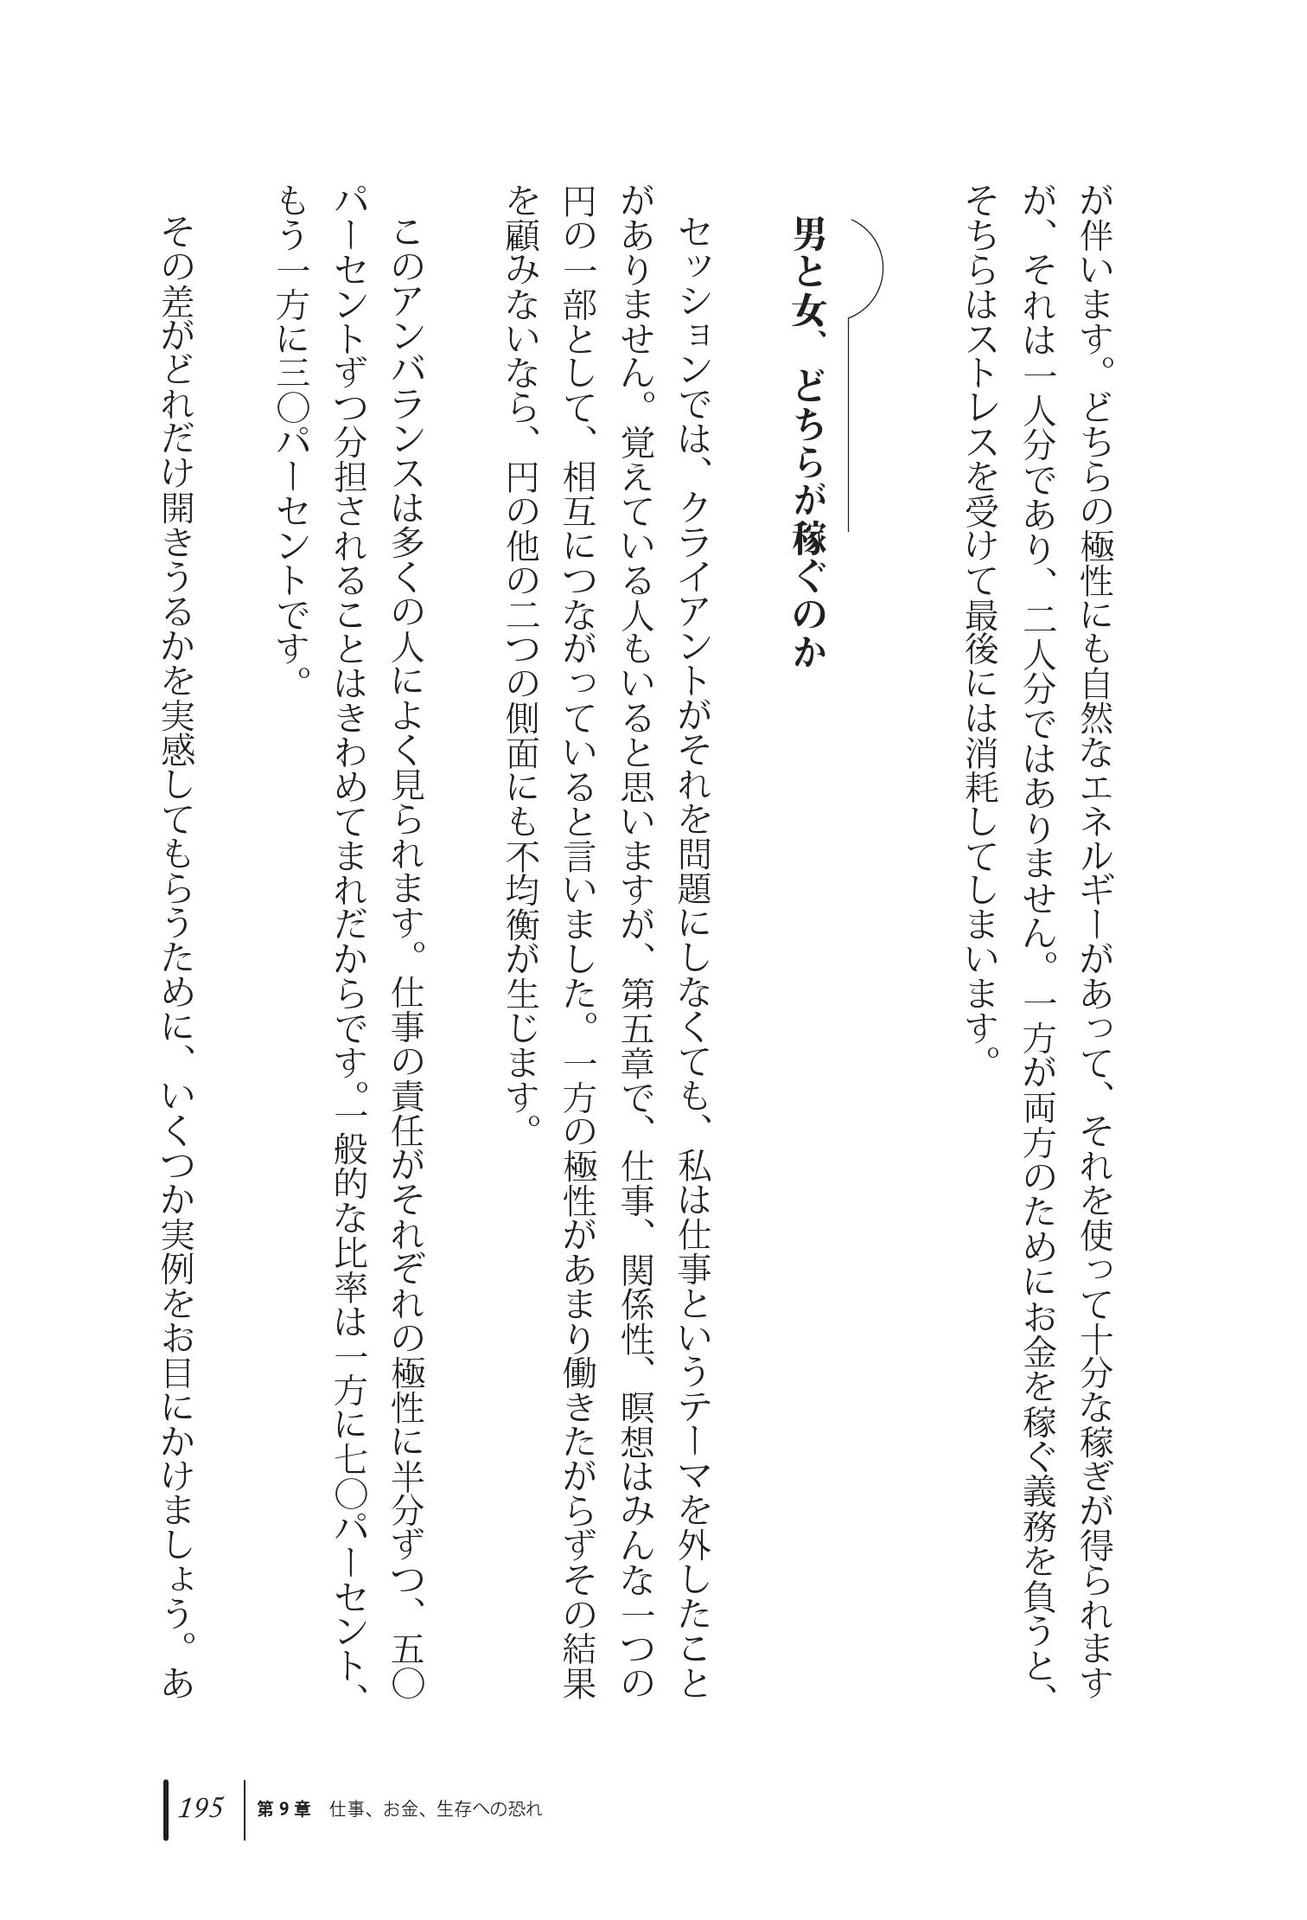 が伴います。どちらの極性にも自然なエネルギーがあって、それを使って十分な稼ぎが得られます
が、それは一人分であり、二人分ではありません。一方が両方のためにお金を稼ぐ義務を負うと、
そちらはストレスを受けて最後には消耗してしまいます。
男と女、どちらが稼ぐのか
セッションでは、クライアントがそれを問題にしなくても、私は仕事というテーマを外したこと
がありません。覚えている人もいると思いますが、第五章で、仕事、関係性、瞑想はみんな一つの
円の一部として、相互につながっていると言いました。一方の極性があまり働きたがらずその結果
を顧みないなら、円の他の二つの側面にも不均衡が生じます。
このアンバランスは多くの人によく見られます。仕事の責任がそれぞれの極性に半分ずつ、五〇
パーセントずつ分担されることはきわめてまれだからです。一般的な比率は一方に七〇パーセント、
もう一方に三〇パーセントです。
その差がどれだけ開きうるかを実感してもらうために、いくつか実例をお目にかけましょう。あ
195 第9章 仕事、お金、生存への恐れ